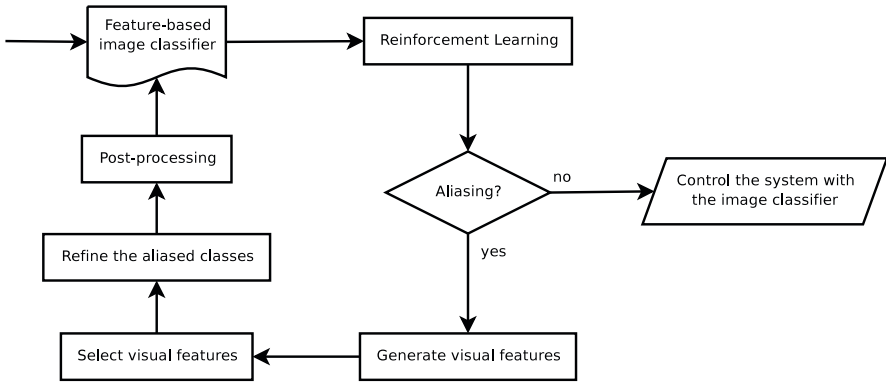 Feature-based
image classifier
Reinforcement Learning
Post-processing
Aliasing?
no
Control the system with
the image classifier
Refine the aliased classes
yes
Select visual features
Generate visual features